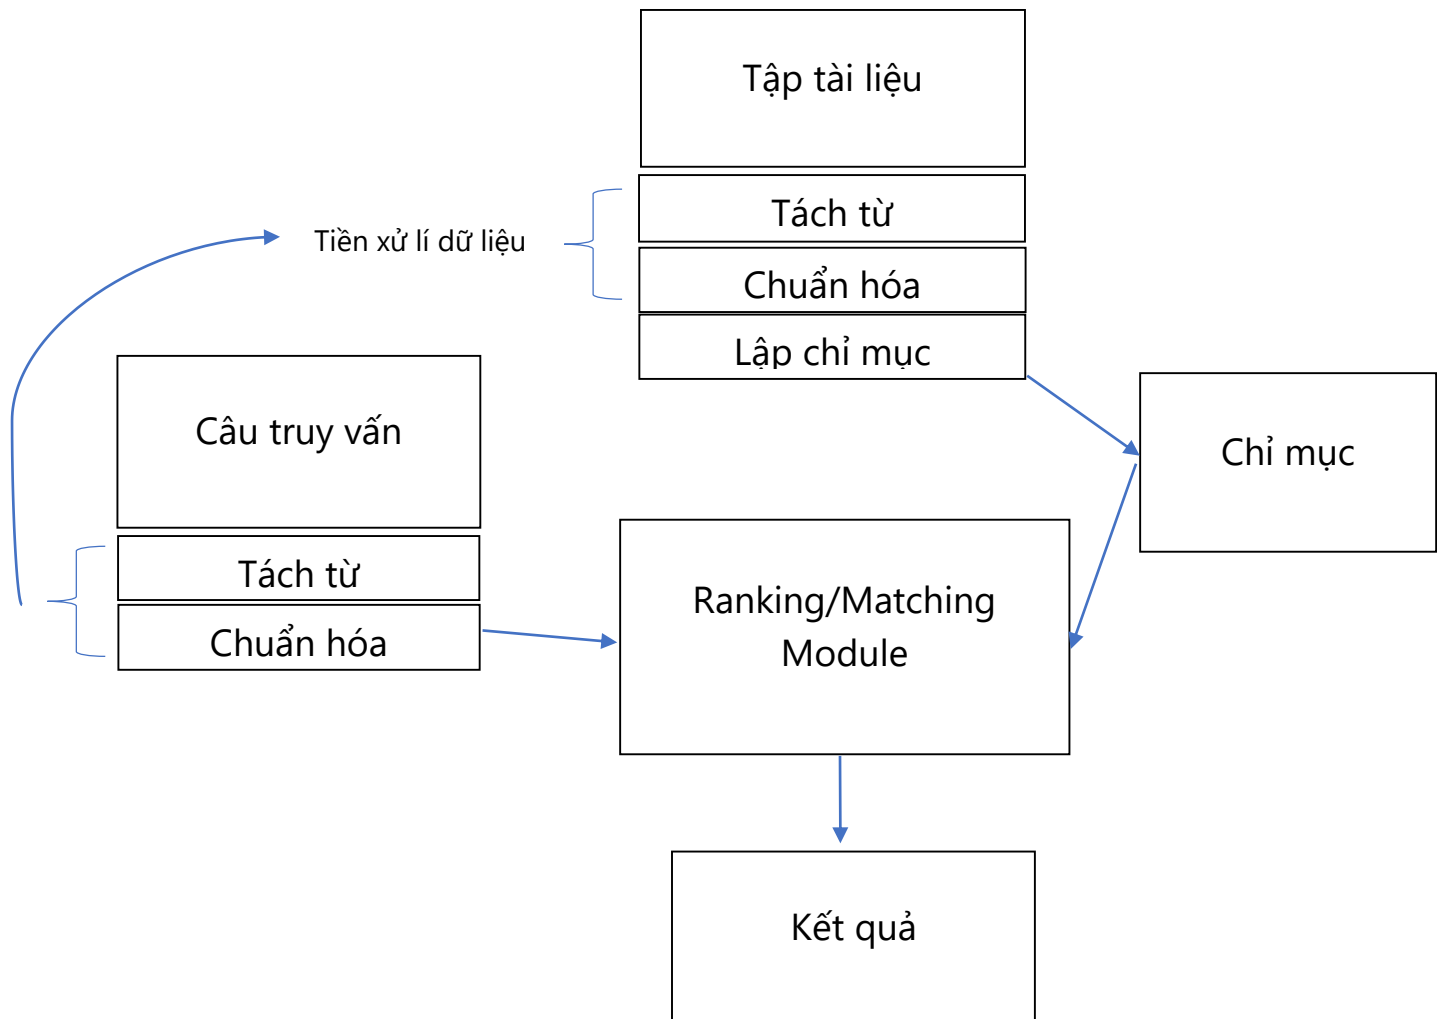 Tập tài liệu
Tách từ
Tiền xử lí dữ liệu
Chuẩn hóa
Lập chỉ mục
Câu truy vấn
Chỉ mục
Tách từ
Chuẩn hóa
Ranking/Matching
Module
Kết quả